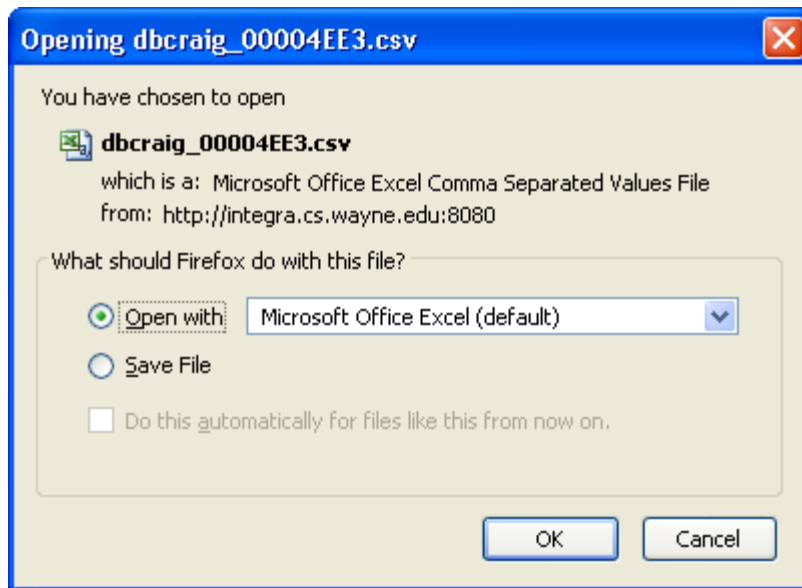 Opening dbcraig_00004EE3.csv
You have chosen to open
dbcraig_00004EE3.csv
which is a: Microsoft Office Excel Comma Separated Values File
from: http://integra.cs.wayne.edu:8080
What should Firefox do with this file?
Open with Microsoft Office Excel (default)
Save File
Do this automatically for files like this from now on.
OK Cancel